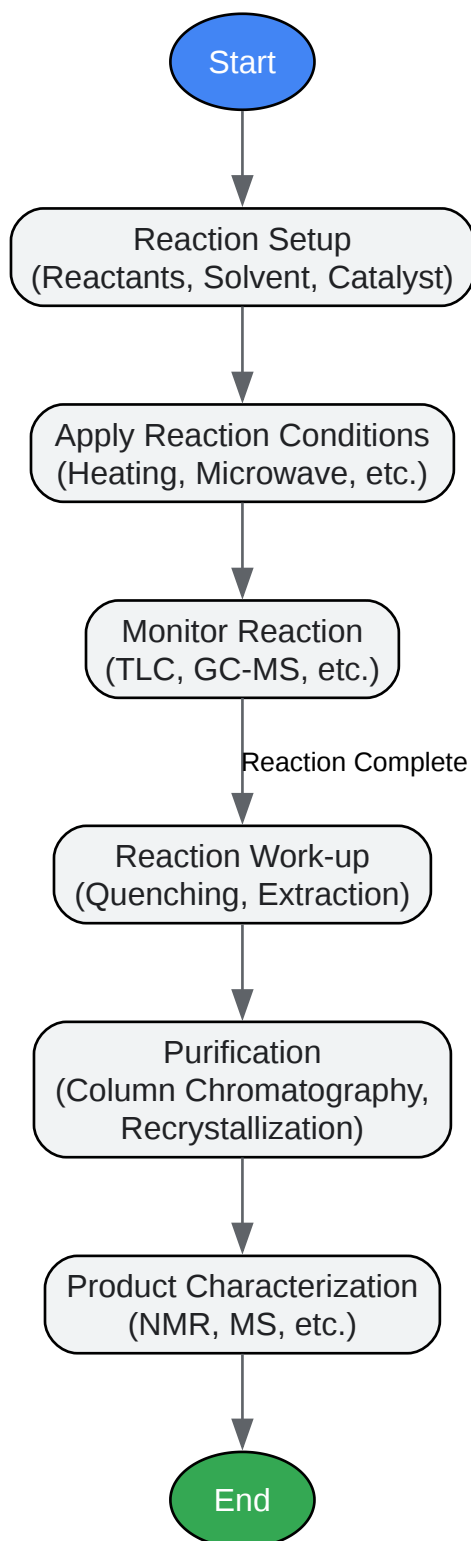 Start
Reaction Setup
(Reactants, Solvent, Catalyst)
Apply Reaction Conditions
(Heating, Microwave, etc.)
Monitor Reaction
(TLC, GC-MS, etc.)
Reaction Complete
Reaction Work-up
(Quenching, Extraction)
Purification
(Column Chromatography,
Recrystallization)
Product Characterization
(NMR, MS, etc.)
End